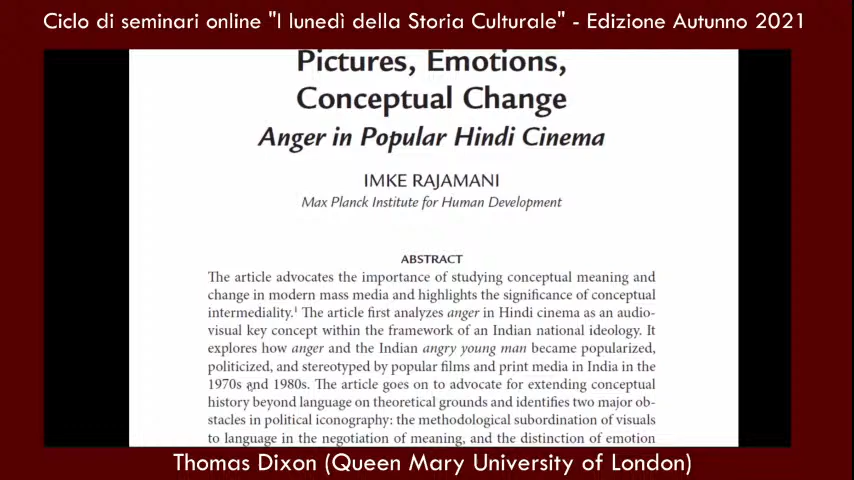 Ciclo di seminari online "I lunedì della Storia Culturale" - Edizione Autunno 2021
Pictures, Emotions,
Conceptual Change
Anger in Popular Hindi Cinema
IMKE RAJAMANI
Max Planck Institute for Human Development
ABSTRACT
The article advocates the importance of studying conceptual meaning and
change in modern mass media and highlights the significance of conceptual
intermediality.¹ The article first analyzes anger in Hindi cinema as an audio-
visual key concept within the framework of an Indian national ideology. It
explores how anger and the Indian angry young man became popularized,
politicized, and stereotyped by popular films and print media in India in the
1970s and 1980s. The article goes on to advocate for extending conceptual
history beyond language on theoretical grounds and identifies two major ob-
stacles in political iconography: the methodological subordination of visuals
to language in the negotiation of meaning, and the distinction of emotion
Thomas Dixon (Queen Mary University of London)